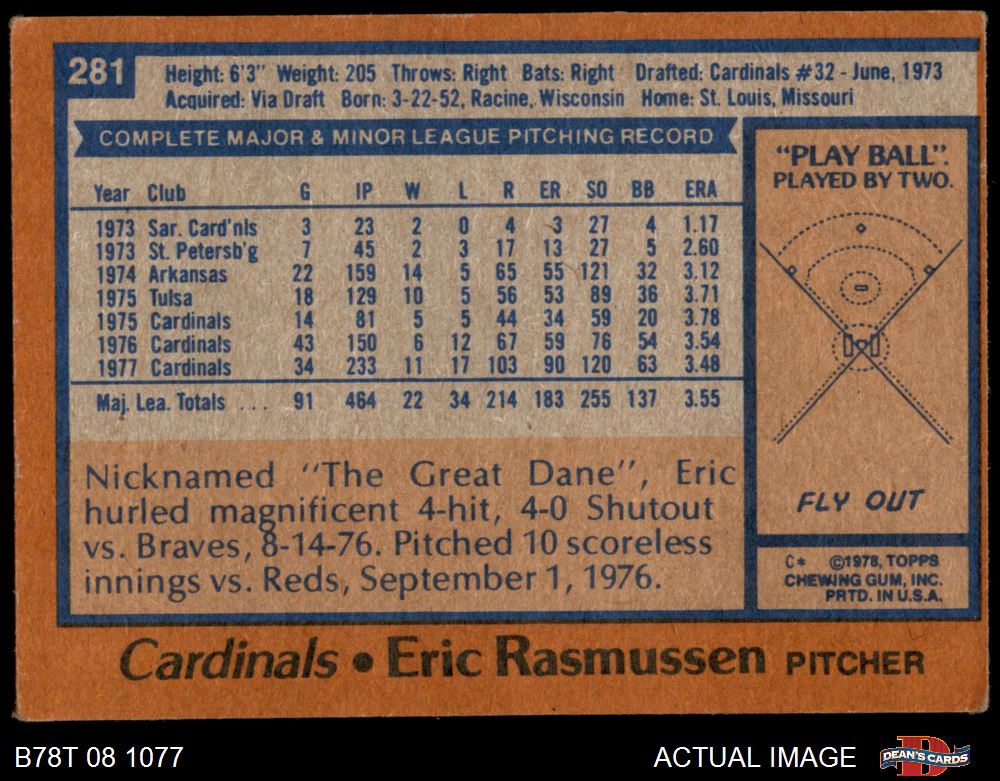 281
Height: 6'3" Weight: 205 Throws: Right Bats: Right Drafted: Cardinals #32 - June, 1973
Acquired: Via Draft Born: 3-22-52, Racine, Wisconsin Home: St. Louis, Missouri
COMPLETE MAJOR & MINOR LEAGUE PITCHING RECORD
Year Club G IP W L R ER SO BB ERA
1973 Sar. Card'nls 3 23 2 0 4 3 27 4 1.17
1973 St. Petersb'g 7 45 2 3 17 13 27 5 2.60
1974 Arkansas 22 159 14 5 65 55 121 32 3.12
1975 Tulsa 18 129 10 5 56 53 89 36 3.71
1975 Cardinals 14 81 5 5 44 34 59 20 3.78
1976 Cardinals 43 150 6 12 67 59 76 54 3.54
1977 Cardinals 34 233 11 17 103 90 120 63 3.48
Maj. Lea. Totals ... 91 464 22 34 214 183 255 137 3.55
Nicknamed "The Great Dane", Eric
hurled magnificent 4-hit, 4-0 Shutout
vs. Braves, 8-14-76. Pitched 10 scoreless
innings vs. Reds, September 1, 1976.
"PLAY BALL".
PLAYED BY TWO.
FLY OUT
C* ©1978, TOPPS
CHEWING GUM, INC.
PRTD. IN U.S.A.
Cardinals • Eric Rasmussen PITCHER
B78T 08 1077
ACTUAL IMAGE
DEAN'S CARDS